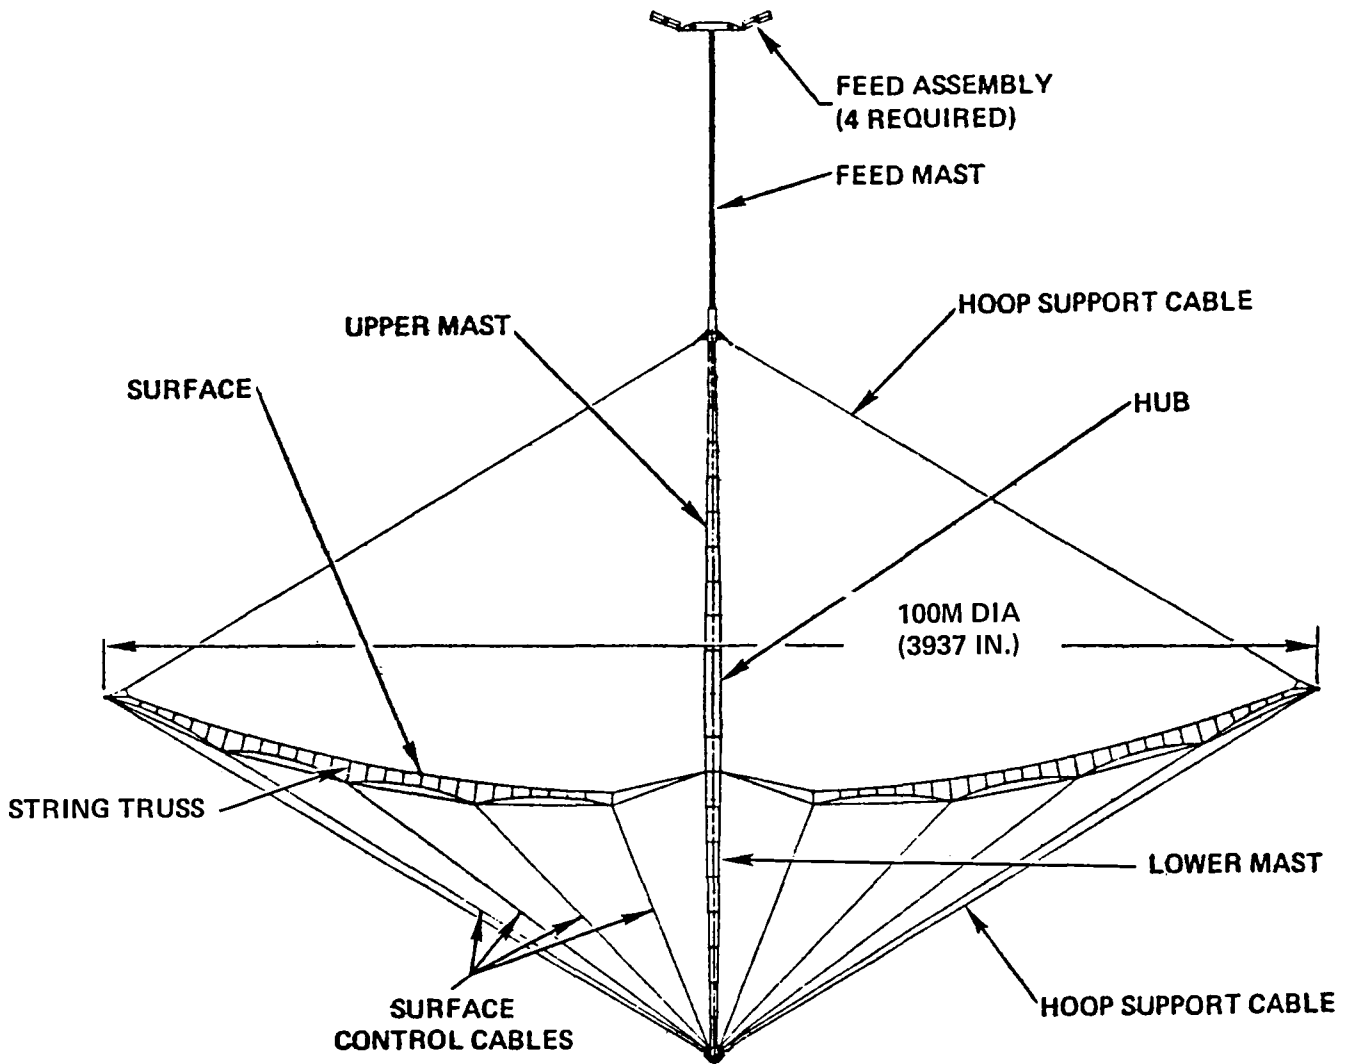 FEED ASSEMBLY
(4 REQUIRED)
FEED MAST
HOOP SUPPORT CABLE
UPPER MAST
SURFACE
HUB
100M DIA
(3937 IN.)
STRING TRUSS
LOWER MAST
SURFACE
CONTROL CABLES
HOOP SUPPORT CABLE